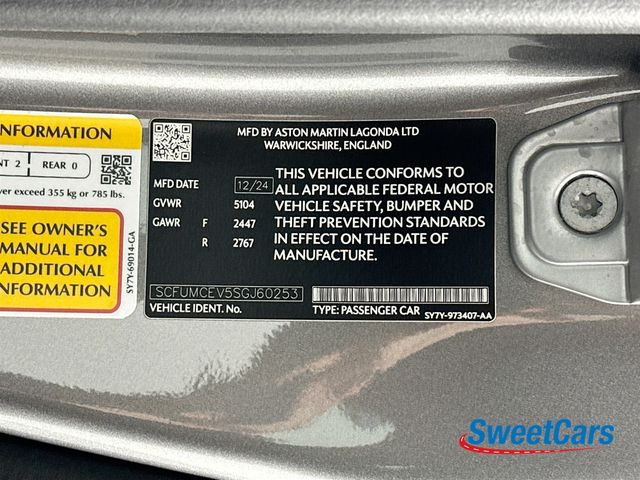 INFORMATION
NT 2
REAR 0
ver exceed 355 kg or 785 lbs.
SEE OWNER'S
MANUAL FOR
ADDITIONAL
INFORMATION
SY7Y-69014-GA
MFD BY ASTON MARTIN LAGONDA LTD
WARWICKSHIRE, ENGLAND
MFD DATE 12/24
GVWR 5104
GAWR F 2447
R 2767
THIS VEHICLE CONFORMS TO
ALL APPLICABLE FEDERAL MOTOR
VEHICLE SAFETY, BUMPER AND
THEFT PREVENTION STANDARDS
IN EFFECT ON THE DATE OF
MANUFACTURE.
SCFUMCEV5SGJ60253
VEHICLE IDENT. No.
TYPE: PASSENGER CAR
SY7Y-973407-AA
SweetCars